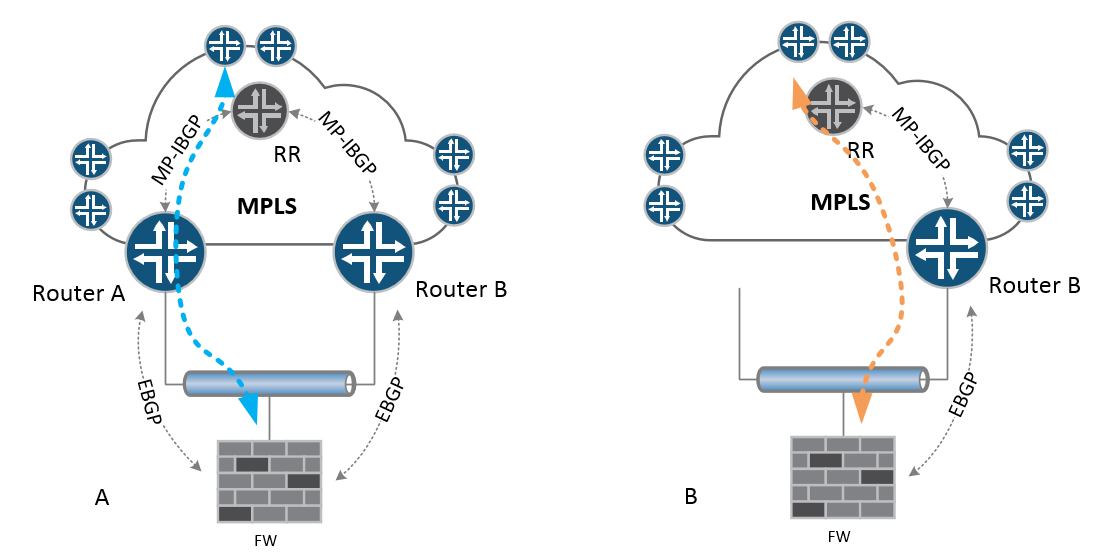 MP-IBGP
MP-IBGP
RR
MPLS
Router A
Router B
EBGP
EBGP
A
FW
MP-IBGP
RR
MPLS
Router B
EBGP
B
FW